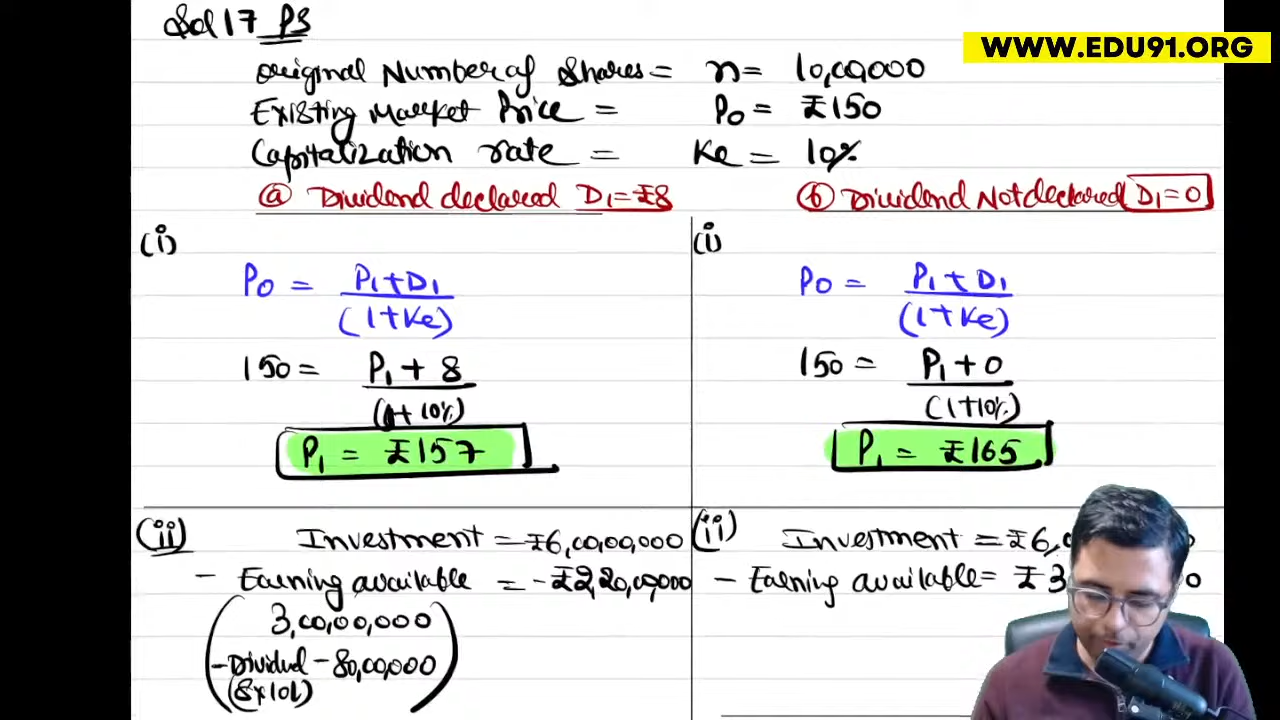 Sol 17 PS
WWW.EDU91.ORG
Original Number of Shares = n = 10,00,000
Existing Market Price = P0 = ₹150
Capitalization rate = Ke = 10%
(a) Dividend declared D1 = ₹8
(b) Dividend Not declared D1 = 0
(i)
P0 = P1 + D1
(1 + Ke)
150 = P1 + 8
(1 + 10%)
P1 = ₹157
(i)
P0 = P1 + D1
(1 + Ke)
150 = P1 + 0
(1 + 10%)
P1 = ₹165
(ii) Investment = ₹6,00,00,000
- Earning available = - ₹2,20,00,000
(3,00,00,000
- Dividend - 80,00,000
(8 × 10L))
(ii) Investment = ₹6,
- Earning available = ₹3